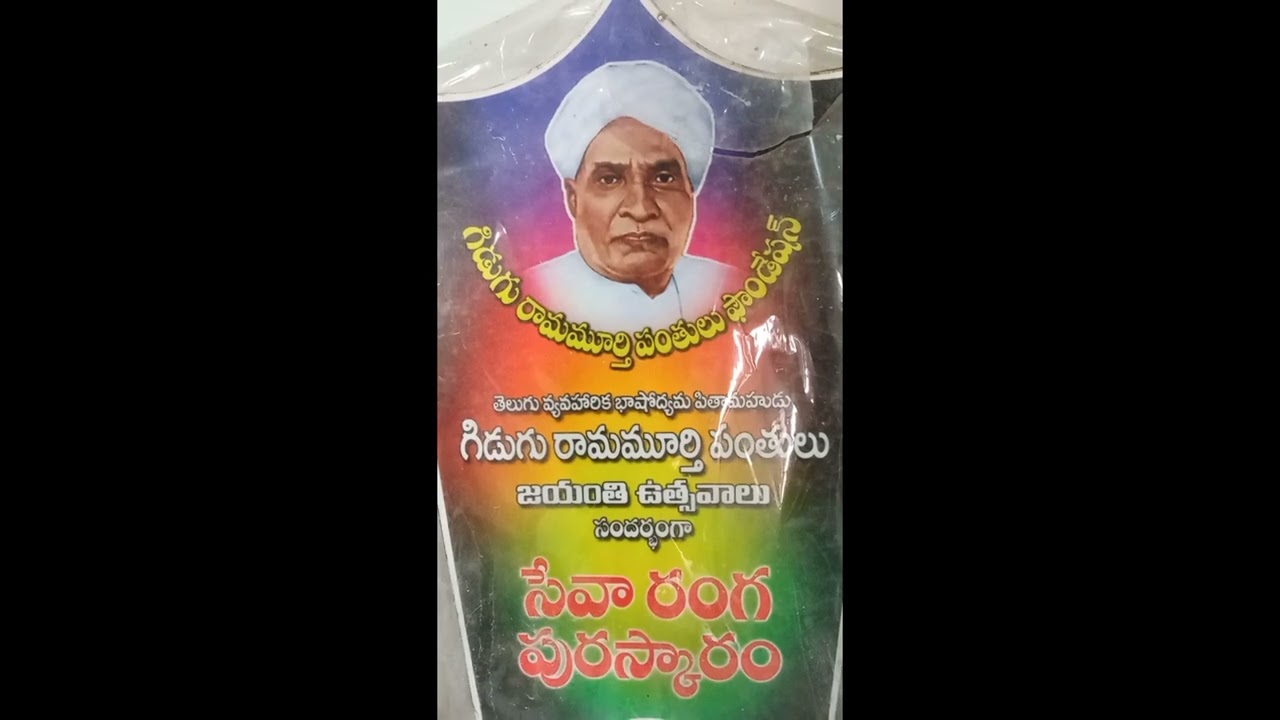 గిడుగు రామమూర్తి పంతులు ఫౌండేషన్
తెలుగు వ్యవహారిక భాషోద్యమ పితామహుడు
గిడుగు రామమూర్తి పంతులు
జయంతి ఉత్సవాలు
సందర్భంగా
సేవా రంగ
పురస్కారం